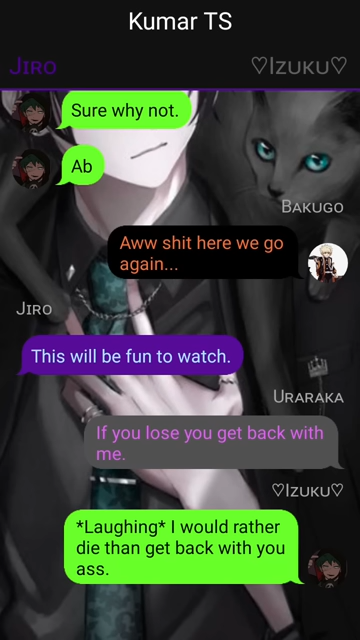 Kumar TS
Jiro ♡Izuku♡
Sure why not.
Ab
Bakugo
Aww shit here we go
again...
Jiro
This will be fun to watch.
Uraraka
If you lose you get back with
me.
♡Izuku♡
*Laughing* I would rather
die than get back with you
ass.